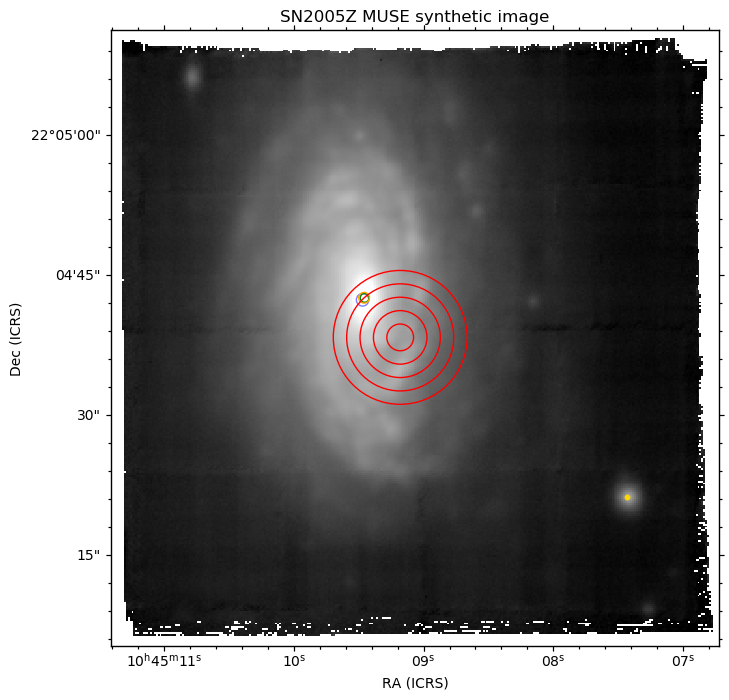 SN2005Z MUSE synthetic image
22°05'00"
04'45"
30"
15"
Dec (ICRS)
10ʰ45ᵐ11ˢ 10ˢ 09ˢ 08ˢ 07ˢ
RA (ICRS)